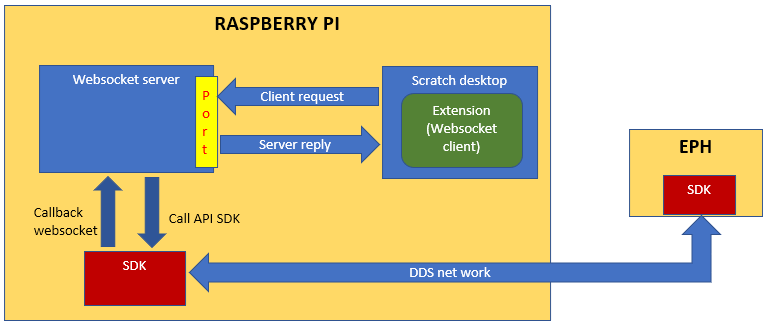 RASPBERRY PI
Websocket server
Port
Client request
Server reply
Scratch desktop
Extension
(Websocket
client)
EPH
SDK
Callback
websocket
Call API SDK
SDK
DDS net work